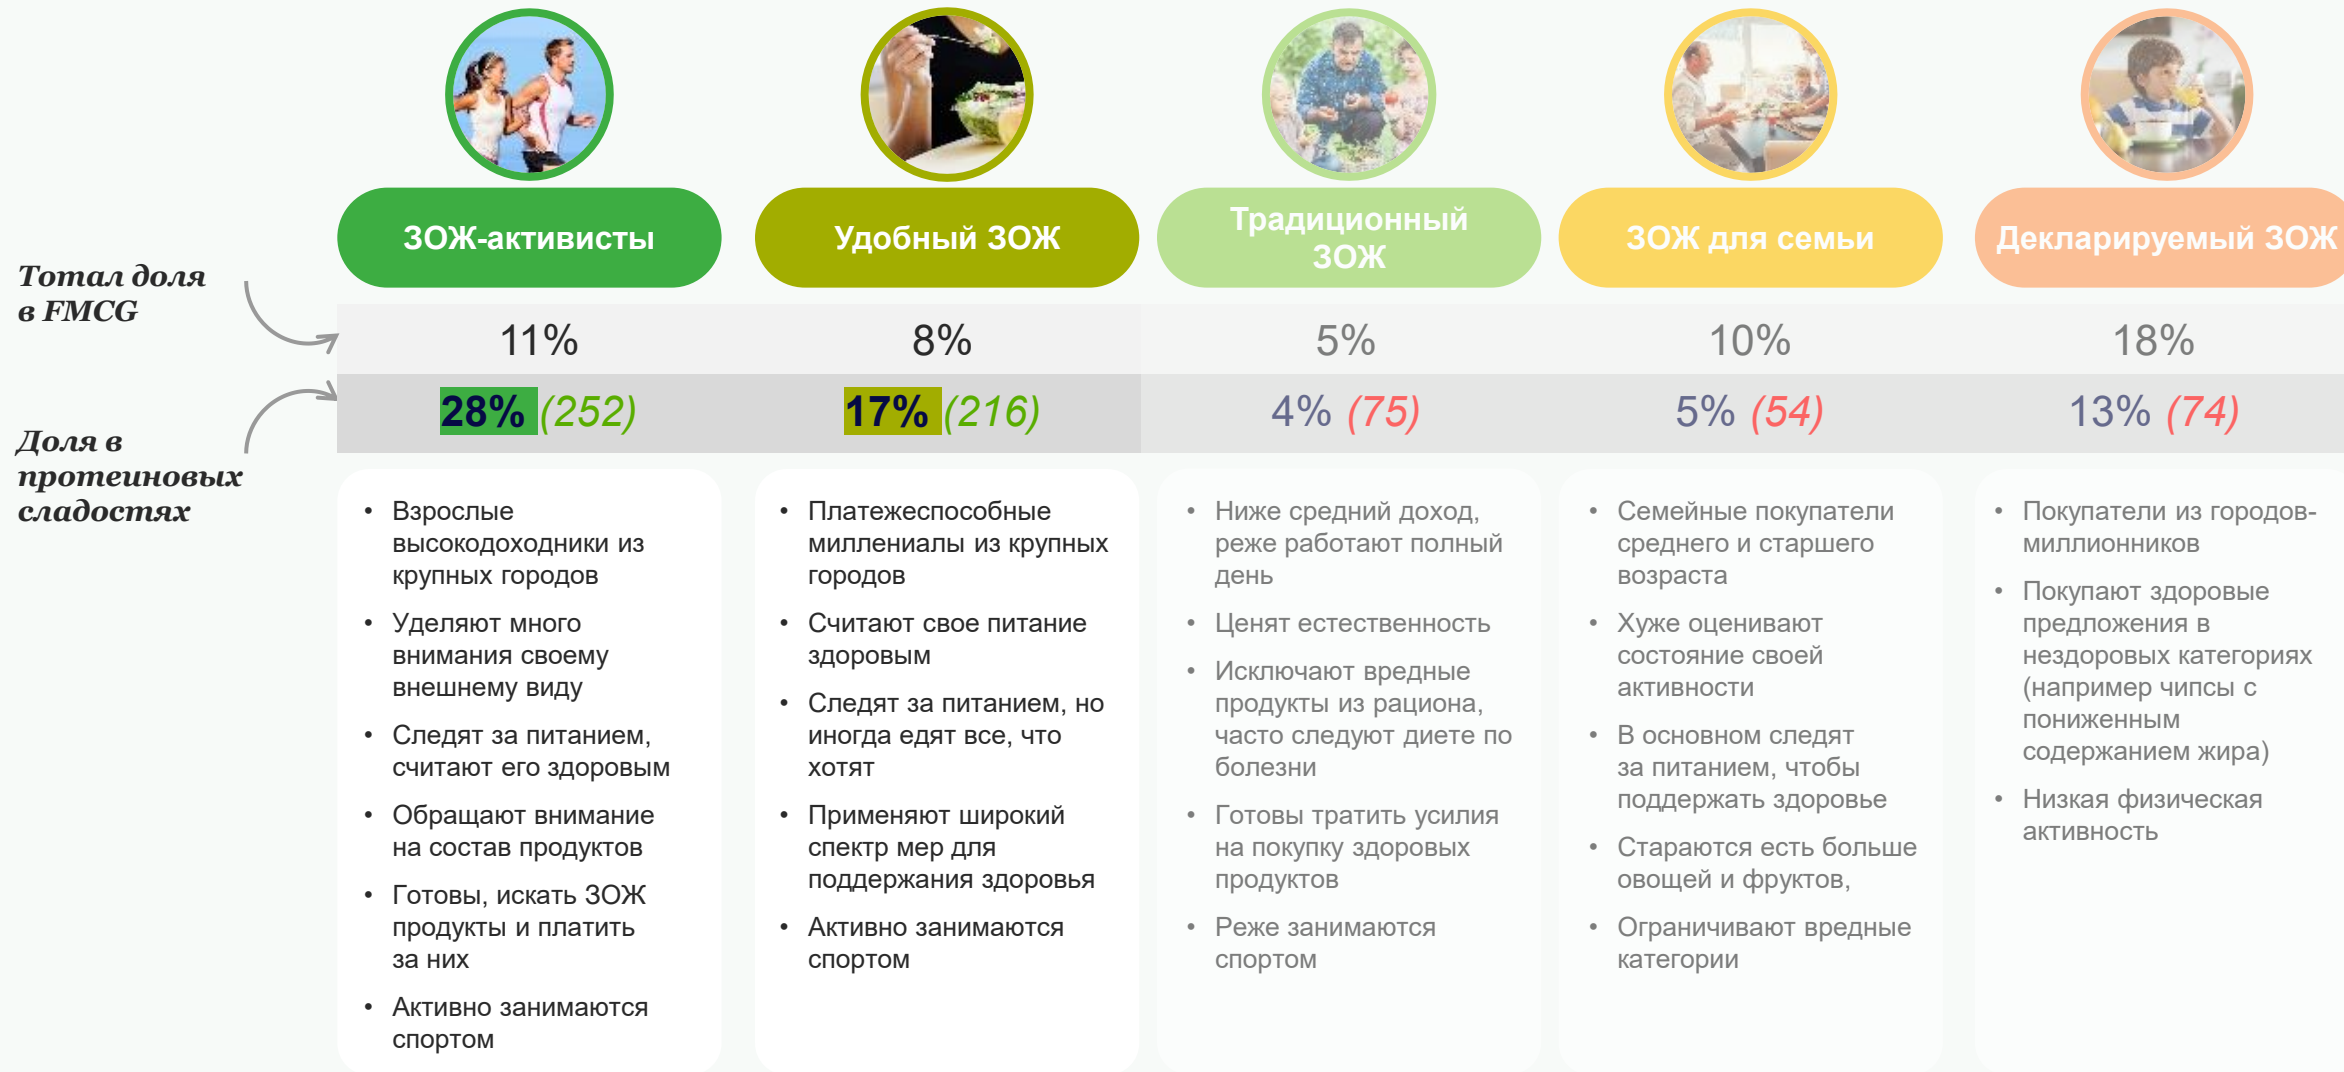 ЗОЖ-активисты
Удобный ЗОЖ
Традиционный
ЗОЖ
ЗОЖ для семьи
Декларируемый ЗОЖ
Тотал доля
в FMCG
11%
8%
5%
10%
18%
Доля в
протеиновых
сладостях
28% (252)
17% (216)
4% (75)
5% (54)
13% (74)
• Взрослые
высокодоходники из
крупных городов
• Уделяют много
внимания своему
внешнему виду
• Следят за питанием,
считают его здоровым
• Обращают внимание
на состав продуктов
• Готовы, искать ЗОЖ
продукты и платить
за них
• Активно занимаются
спортом
• Платежеспособные
миллениалы из крупных
городов
• Считают свое питание
здоровым
• Следят за питанием, но
иногда едят все, что
хотят
• Применяют широкий
спектр мер для
поддержания здоровья
• Активно занимаются
спортом
• Ниже средний доход,
реже работают полный
день
• Ценят естественность
• Исключают вредные
продукты из рациона,
часто следуют диете по
болезни
• Готовы тратить усилия
на покупку здоровых
продуктов
• Реже занимаются
спортом
• Семейные покупатели
среднего и старшего
возраста
• Хуже оценивают
состояние своей
активности
• В основном следят
за питанием, чтобы
поддержать здоровье
• Стараются есть больше
овощей и фруктов,
• Ограничивают вредные
категории
• Покупатели из городов-
миллионников
• Покупают здоровые
предложения в
нездоровых категориях
(например чипсы с
пониженным
содержанием жира)
• Низкая физическая
активность